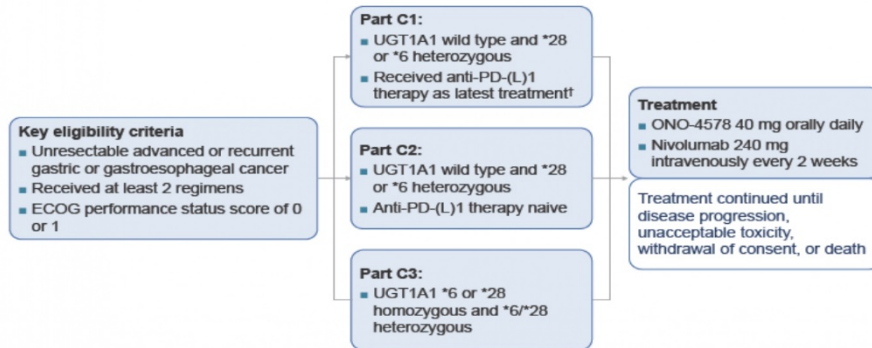 Key eligibility criteria
■ Unresectable advanced or recurrent
gastric or gastroesophageal cancer
■ Received at least 2 regimens
■ ECOG performance status score of 0
or 1
Part C1:
■ UGT1A1 wild type and *28
or *6 heterozygous
■ Received anti-PD-(L)1
therapy as latest treatment†
Part C2:
■ UGT1A1 wild type and *28
or *6 heterozygous
■ Anti-PD-(L)1 therapy naive
Part C3:
■ UGT1A1 *6 or *28
homozygous and *6/*28
heterozygous
Treatment
■ ONO-4578 40 mg orally daily
■ Nivolumab 240 mg
intravenously every 2 weeks
Treatment continued until
disease progression,
unacceptable toxicity,
withdrawal of consent, or death